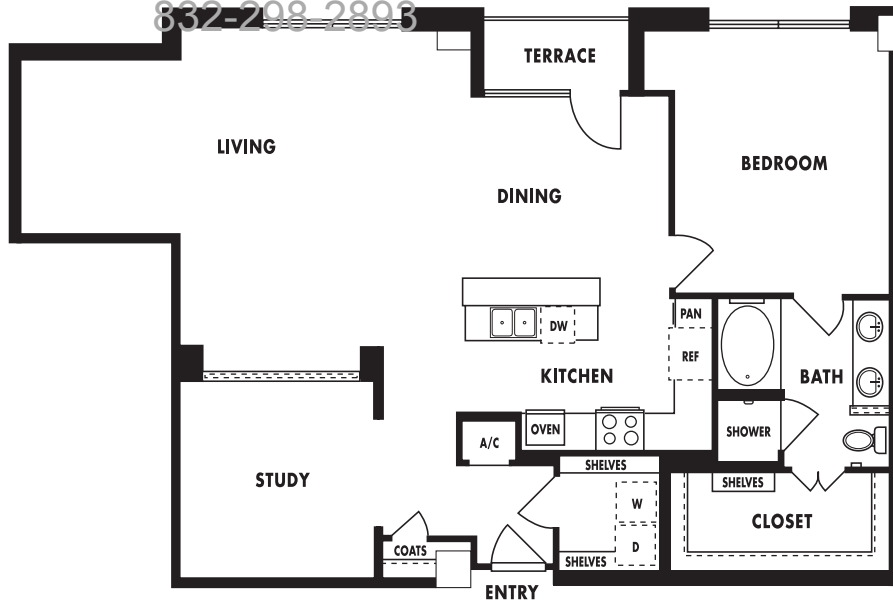 832-298-2893
TERRACE
LIVING
BEDROOM
DINING
PAN
DW
REF
KITCHEN
BATH
OVEN
SHOWER
A/C
SHELVES
STUDY
SHELVES
W
CLOSET
COATS
D
SHELVES
ENTRY